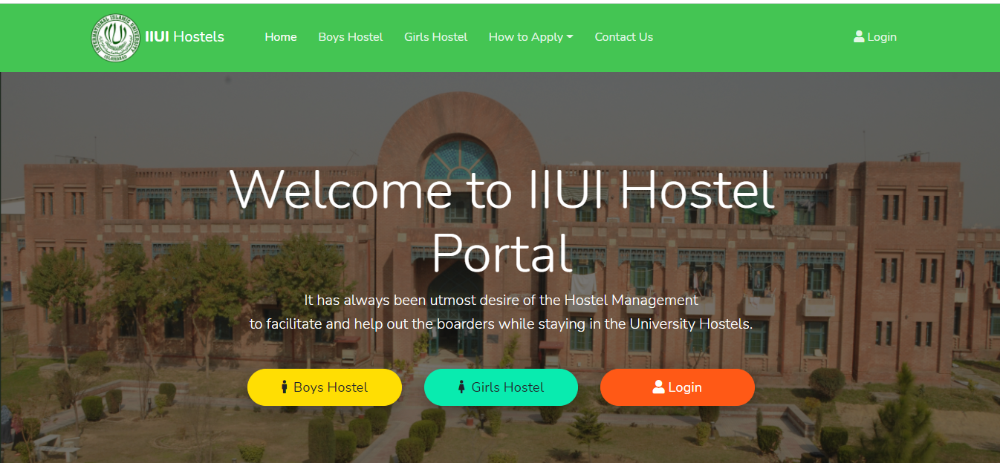 INTERNATIONAL ISLAMIC UNIVERSITY
ISLAMABAD
IIUI Hostels
Home
Boys Hostel
Girls Hostel
How to Apply
Contact Us
Login
Welcome to IIUI Hostel
Portal
It has always been utmost desire of the Hostel Management
to facilitate and help out the boarders while staying in the University Hostels.
Boys Hostel
Girls Hostel
Login